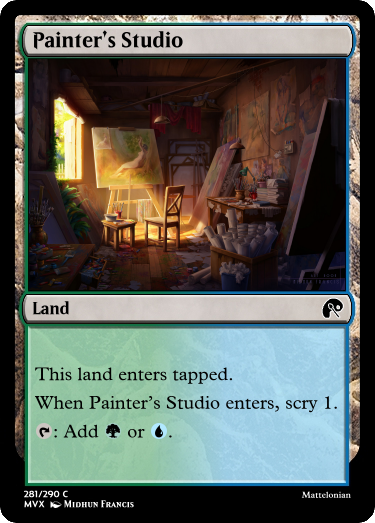 Painter's Studio
Land
This land enters tapped.
When Painter's Studio enters, scry 1.
: Add or .
281/290 C
MVX Midhun Francis
Mattelonian